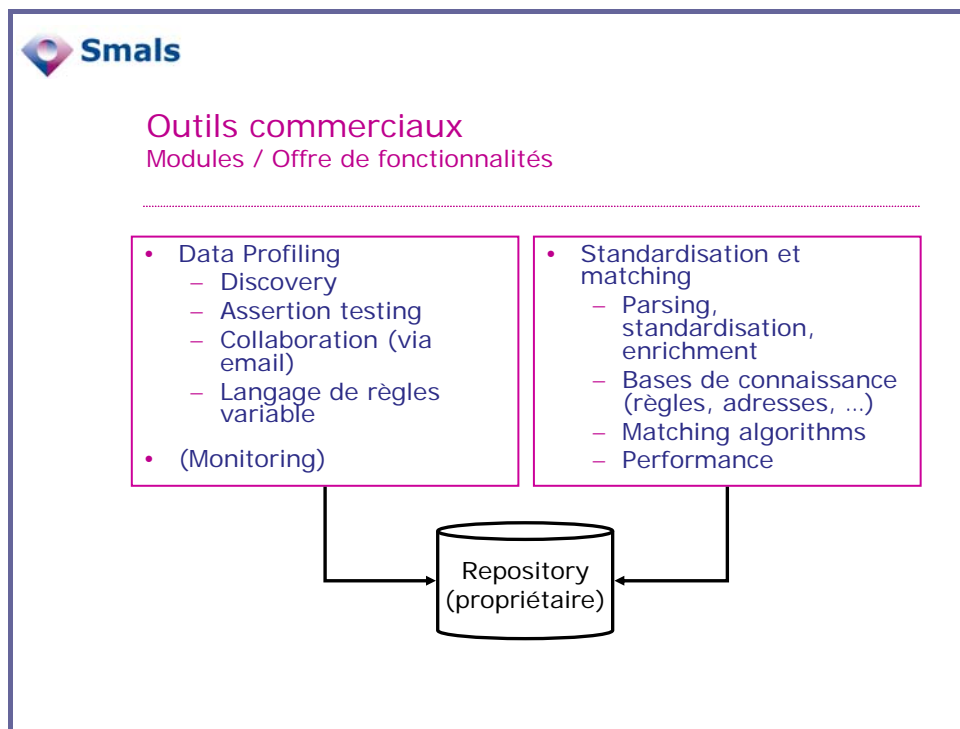 Smals
Outils commerciaux
Modules / Offre de fonctionnalités
• Data Profiling
– Discovery
– Assertion testing
– Collaboration (via
email)
– Langage de règles
variable
• (Monitoring)
• Standardisation et
matching
– Parsing,
standardisation,
enrichment
– Bases de connaissance
(règles, adresses, …)
– Matching algorithms
– Performance
Repository
(propriétaire)